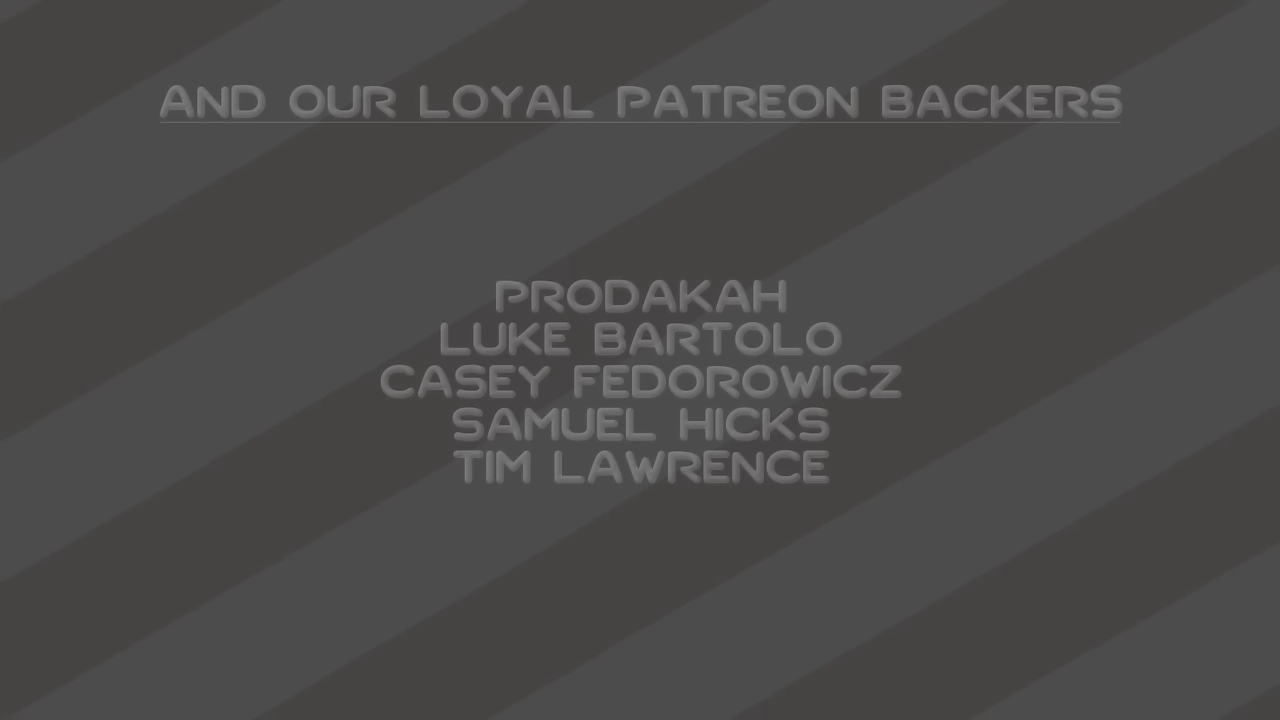 AND OUR LOYAL PATREON BACKERS
PRODAKAH
LUKE BARTOLO
CASEY FEDOROWICZ
SAMUEL HICKS
TIM LAWRENCE